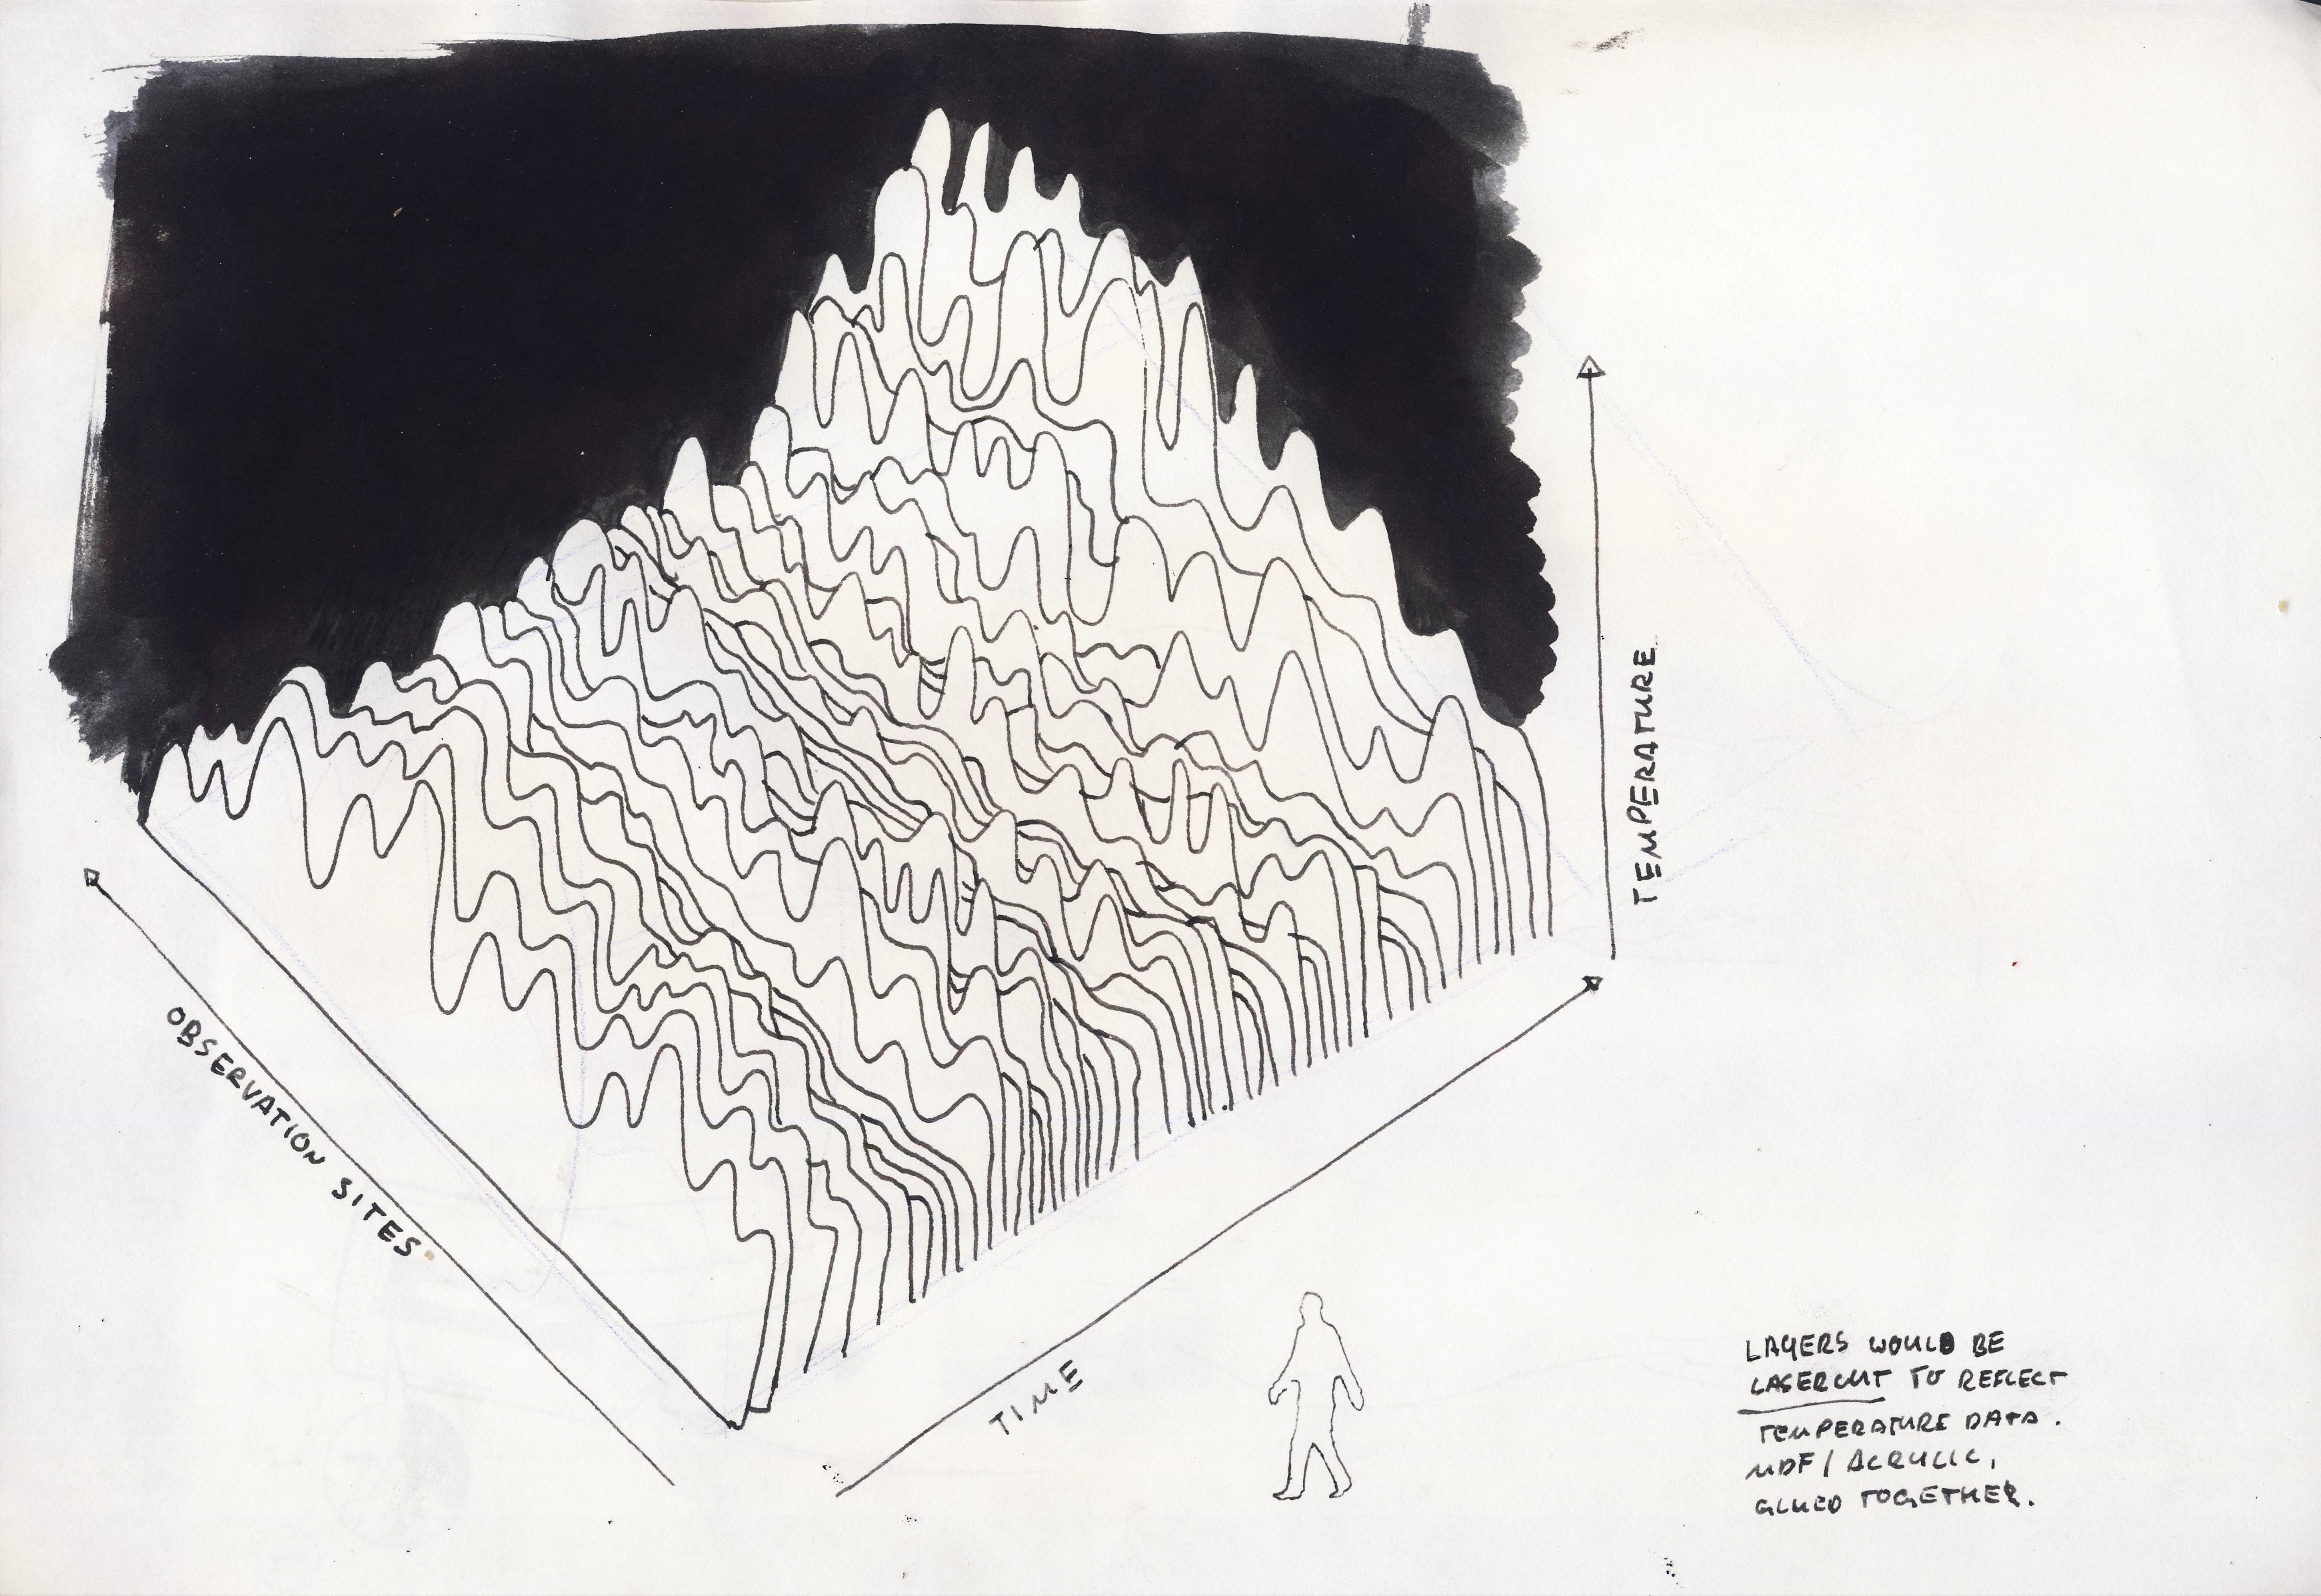 TEMPERATURE
OBSERVATION SITES
TIME
LAYERS WOULD BE
LASERCUT TO REFLECT
TEMPERATURE DATA.
MDF / ACRYLIC,
GLUED TOGETHER.